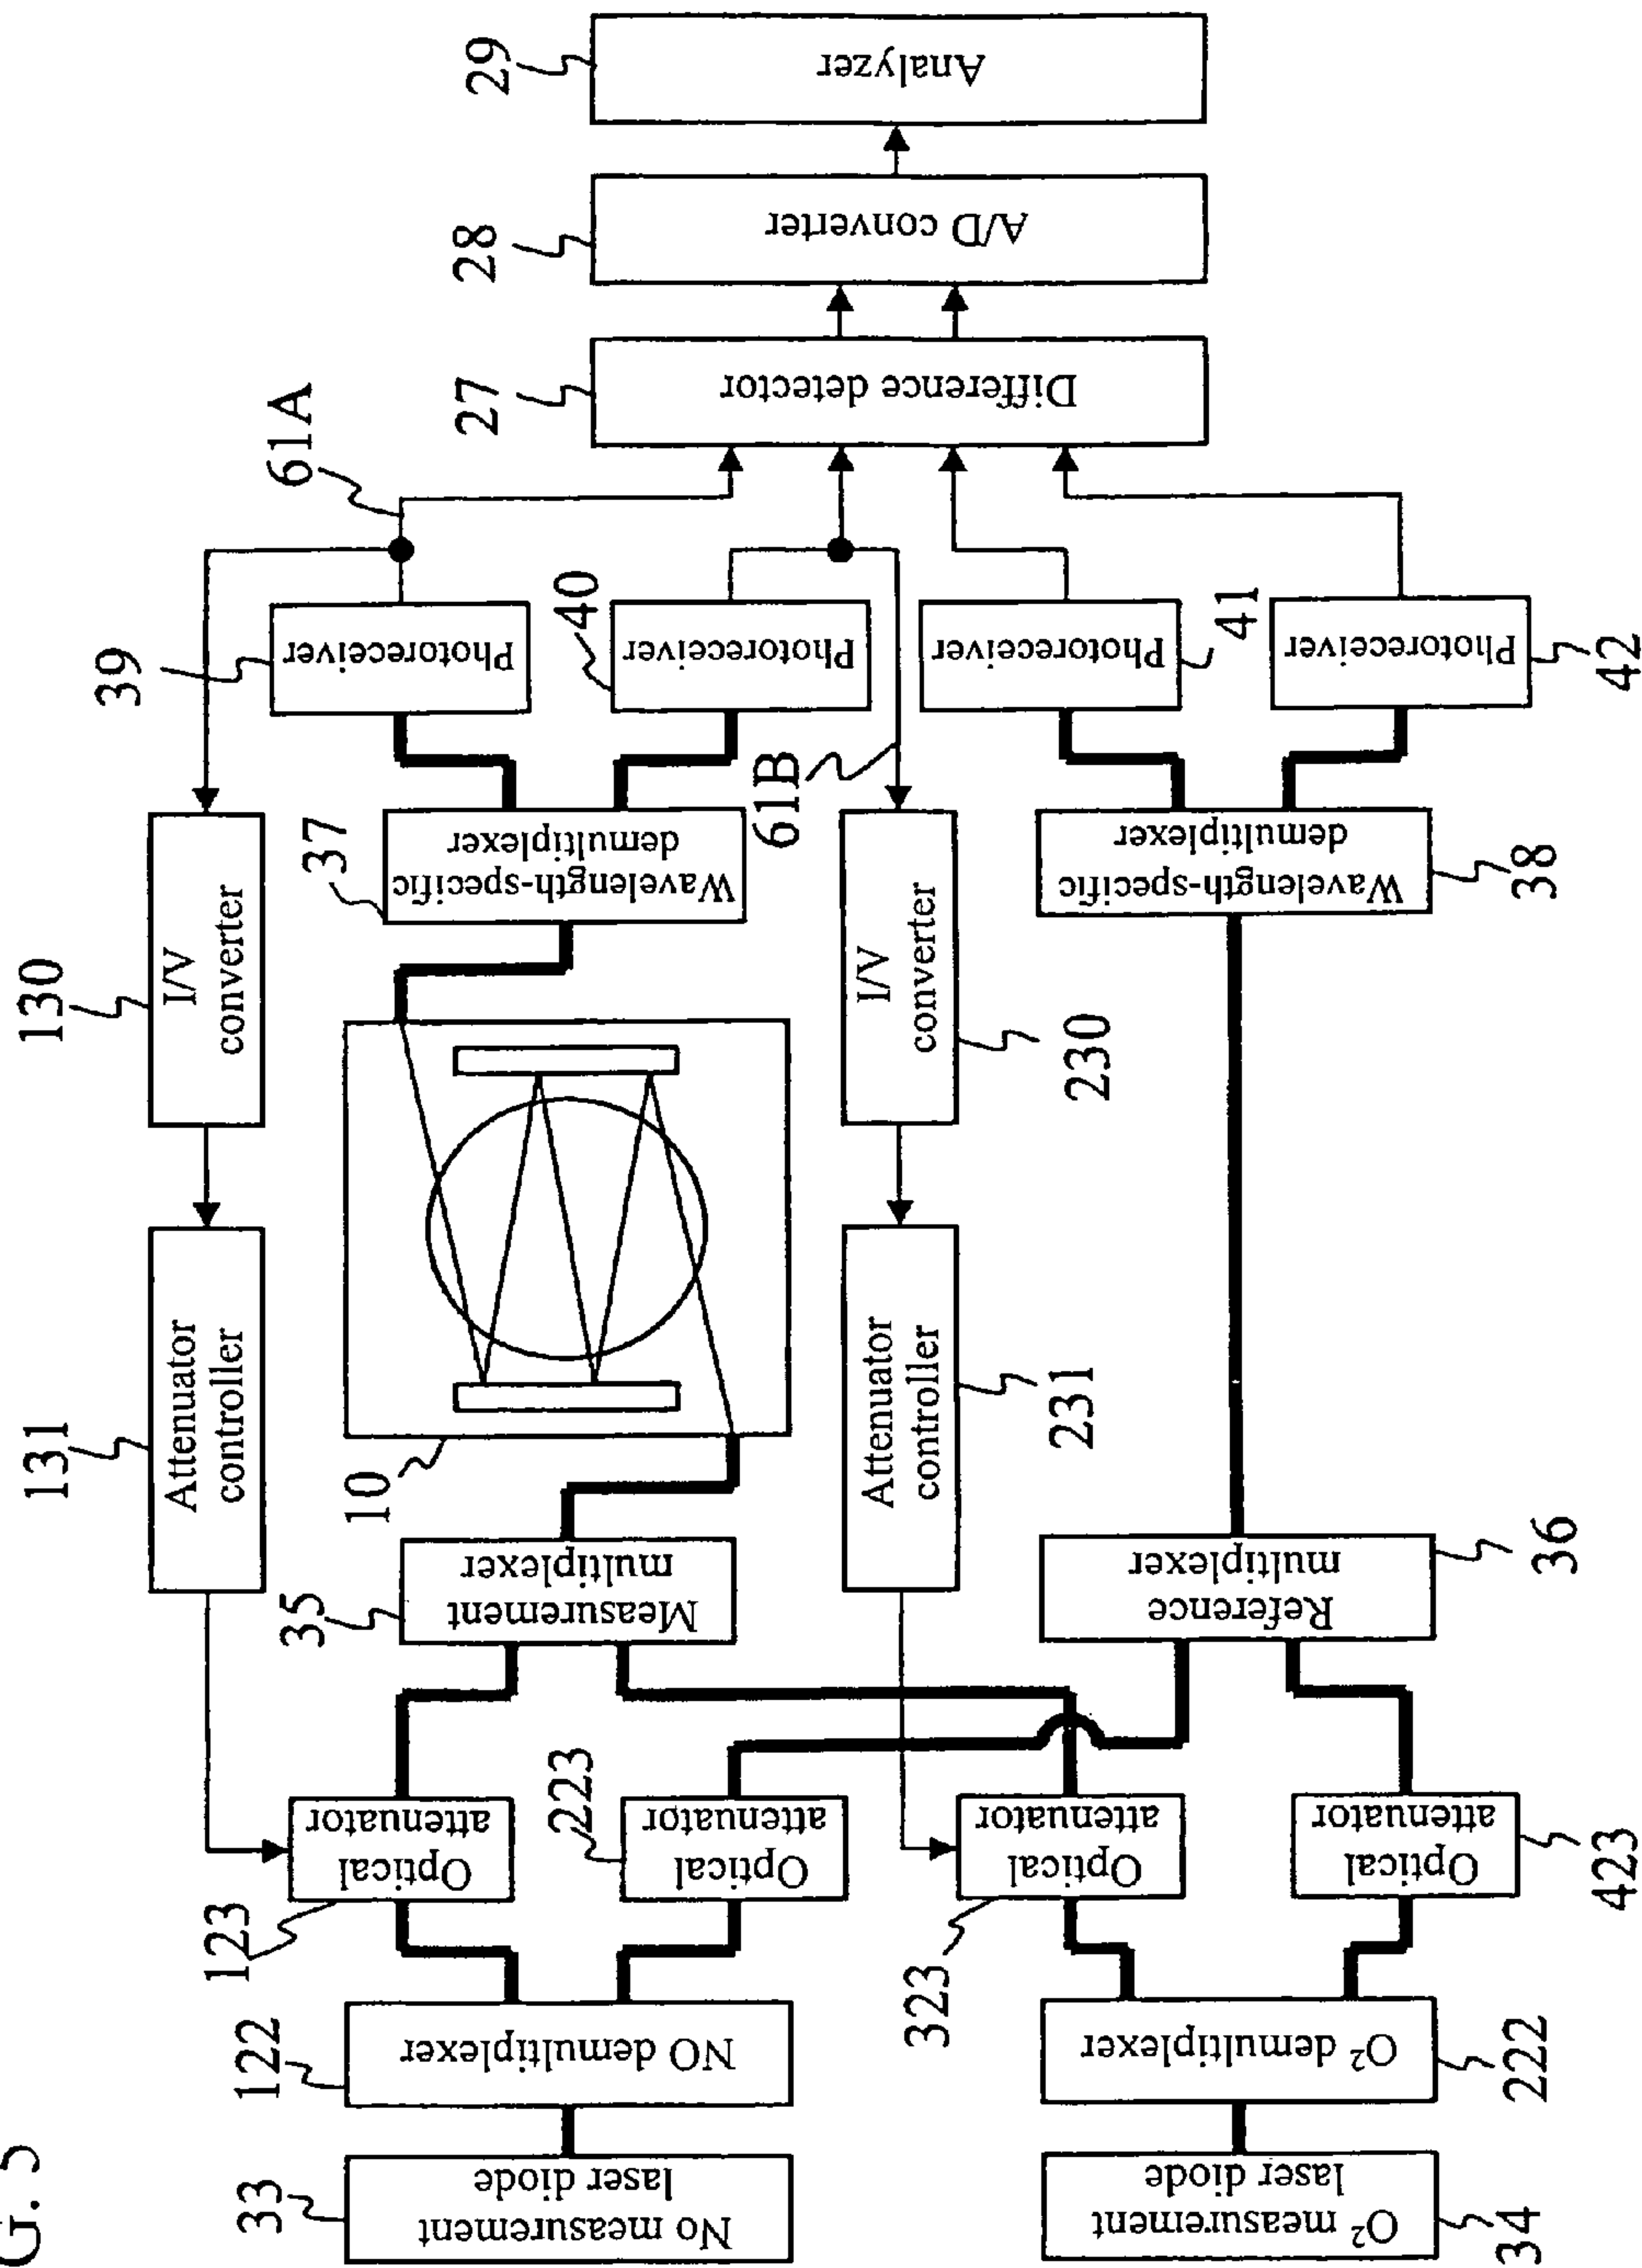 G. 5
33
No measurement
laser diode
34
O² measurement
laser diode
122
NO demultiplexer
222
O² demultiplexer
123
Optical
attenuator
223
Optical
attenuator
323
Optical
attenuator
423
Optical
attenuator
131
Attenuator
controller
35
Measurement
multiplexer
231
Attenuator
controller
36
Reference
multiplexer
10
130
I/V
converter
230
I/V
converter
37
Wavelength-specific
demultiplexer
38
Wavelength-specific
demultiplexer
39
Photoreceiver
40
Photoreceiver
41
Photoreceiver
42
Photoreceiver
61A
61B
27
Difference detector
28
A/D converter
29
Analyzer